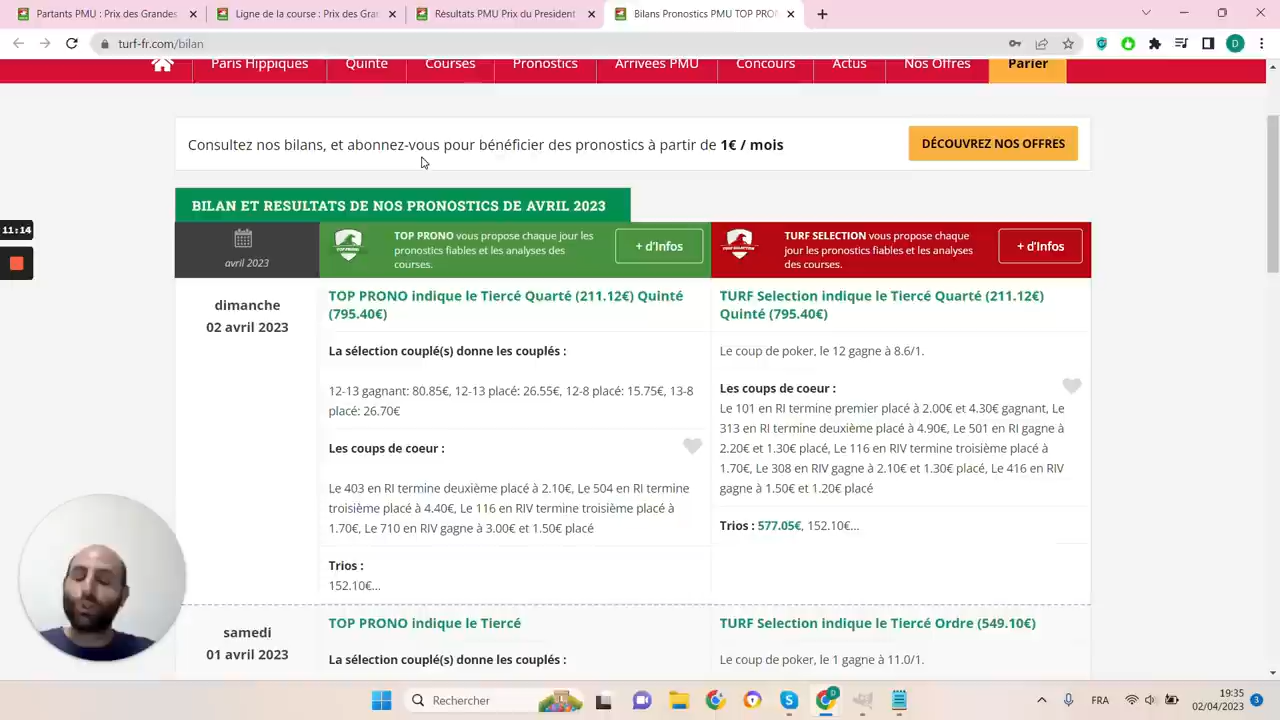 Partants PMU : Prix des Grandes
Ligne de la course : Prix des Gra
Résultats PMU Prix du President
Bilans Pronostics PMU TOP PRO
turf-fr.com/bilan
D
Paris Hippiques
Quinté
Courses
Pronostics
Arrivées PMU
Concours
Actus
Nos Offres
Parier
Consultez nos bilans, et abonnez-vous pour bénéficier des pronostics à partir de 1€ / mois
DÉCOUVREZ NOS OFFRES
BILAN ET RESULTATS DE NOS PRONOSTICS DE AVRIL 2023
11:14
avril 2023
TOP PRONO
TOP PRONO vous propose chaque jour les
pronostics fiables et les analyses des
courses.
+ d'Infos
TURF SELECTION vous propose chaque
jour les pronostics fiables et les analyses
des courses.
+ d'Infos
dimanche
02 avril 2023
TOP PRONO indique le Tiercé Quarté (211.12€) Quinté
(795.40€)
La sélection couplé(s) donne les couplés :
12-13 gagnant: 80.85€, 12-13 placé: 26.55€, 12-8 placé: 15.75€, 13-8
placé: 26.70€
Les coups de coeur :
Le 403 en RI termine deuxième placé à 2.10€, Le 504 en RI termine
troisième placé à 4.40€, Le 116 en RIV termine troisième placé à
1.70€, Le 710 en RIV gagne à 3.00€ et 1.50€ placé
Trios :
152.10€...
TURF Selection indique le Tiercé Quarté (211.12€)
Quinté (795.40€)
Le coup de poker, le 12 gagne à 8.6/1.
Les coups de coeur :
Le 101 en RI termine premier placé à 2.00€ et 4.30€ gagnant, Le
313 en RI termine deuxième placé à 4.90€, Le 501 en RI gagne à
2.20€ et 1.30€ placé, Le 116 en RIV termine troisième placé à
1.70€, Le 308 en RIV gagne à 2.10€ et 1.30€ placé, Le 416 en RIV
gagne à 1.50€ et 1.20€ placé
Trios : 577.05€, 152.10€...
samedi
01 avril 2023
TOP PRONO indique le Tiercé
La sélection couplé(s) donne les couplés :
TURF Selection indique le Tiercé Ordre (549.10€)
Le coup de poker, le 1 gagne à 11.0/1.
Rechercher
FRA
19:35
02/04/2023
3